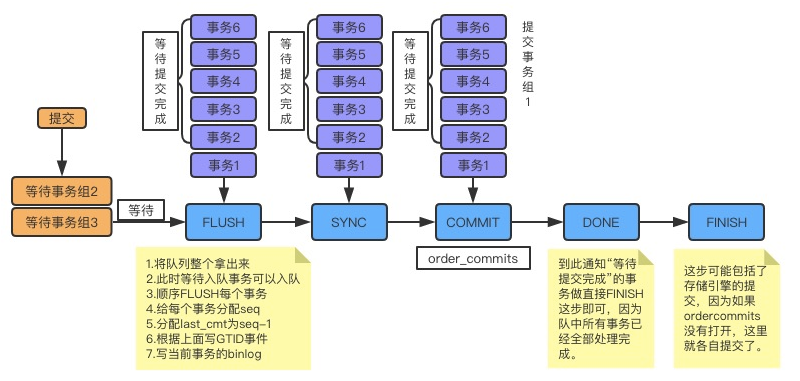 事务6
事务5
事务4
事务3
事务2
事务1
等待提交完成
事务6
事务5
事务4
事务3
事务2
事务1
等待提交完成
事务6
事务5
事务4
事务3
事务2
事务1
等待提交完成
提交事务组1
提交
等待事务组2
等待事务组3
等待
FLUSH
SYNC
COMMIT
DONE
FINISH
order_commits
1.将队列整个拿出来
2.此时等待入队事务可以入队
3.顺序FLUSH每个事务
4.给每个事务分配seq
5.分配last_cmt为seq-1
6.根据上面写GTID事件
7.写当前事务的binlog
到此通知“等待
提交完成”的事
务做直接FINISH
这步即可，因为
队中所有事务已
经全部处理完
成。
这步可能包括了
存储引擎的提
交，因为如果
ordercommits
没有打开，这里
就各自提交了。